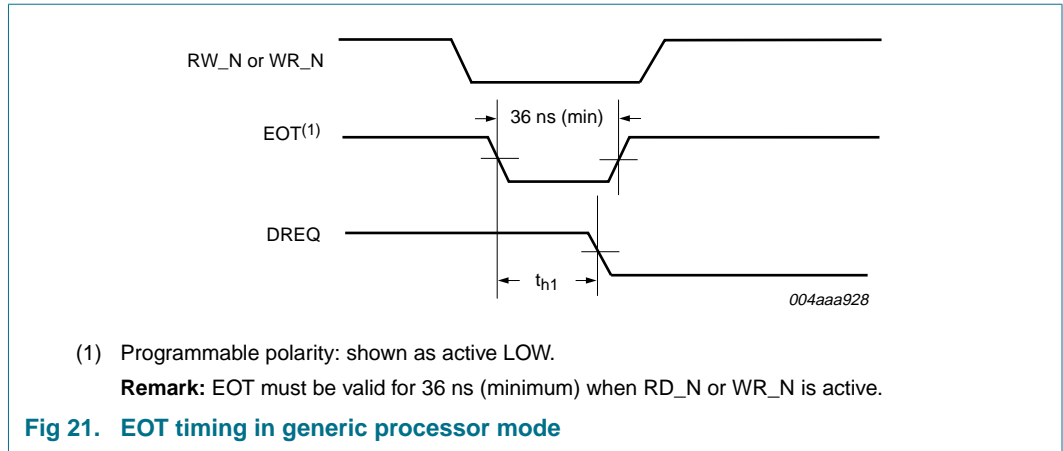 RW_N or WR_N
36 ns (min)
EOT(1)
DREQ
th1
004aaa928
(1) Programmable polarity: shown as active LOW.
Remark: EOT must be valid for 36 ns (minimum) when RD_N or WR_N is active.
Fig 21. EOT timing in generic processor mode